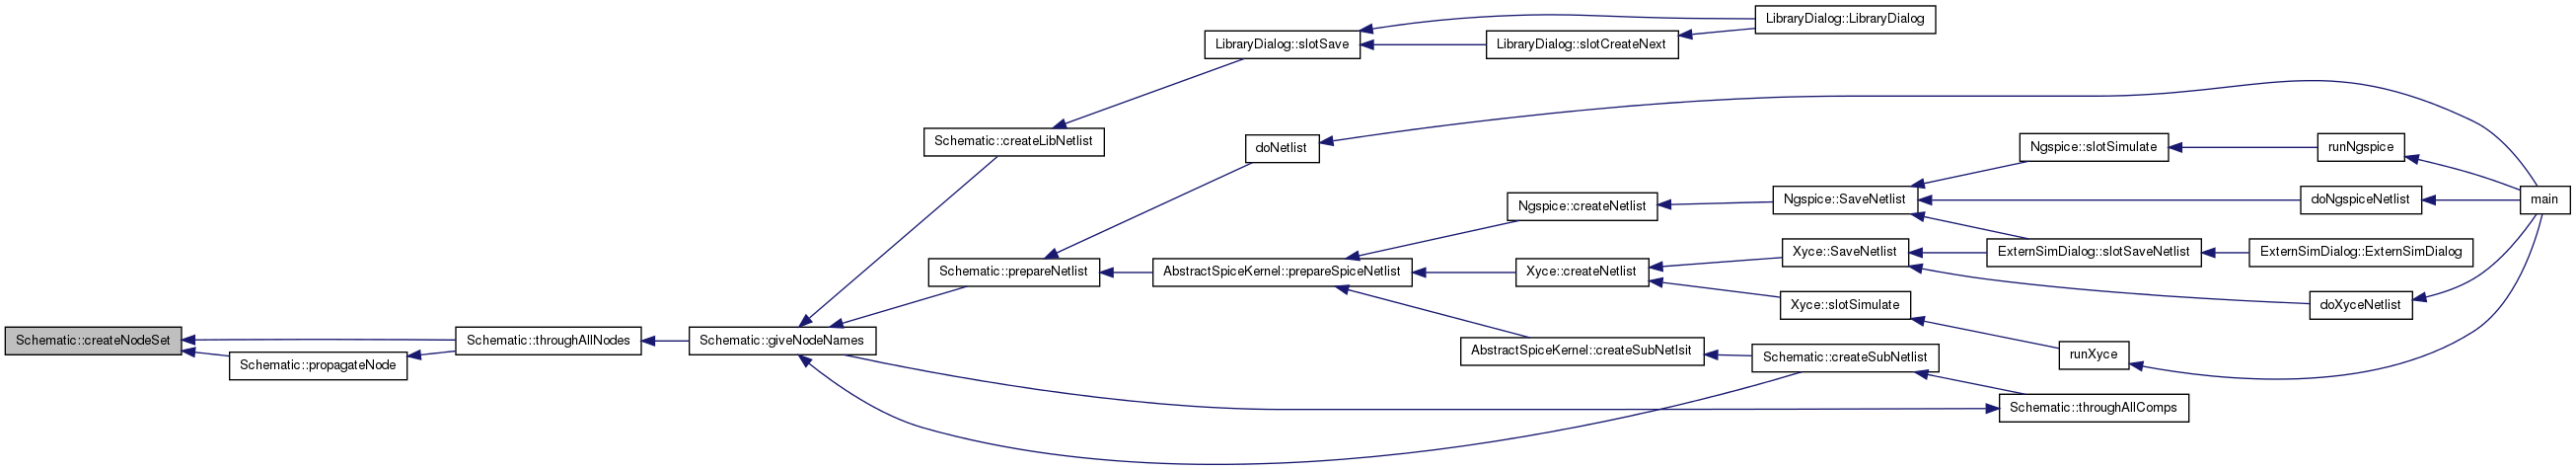 LibraryDialog::LibraryDialog
LibraryDialog::slotSave
LibraryDialog::slotCreateNext
Schematic::createLibNetlist
doNetlist
Ngspice::slotSimulate
runNgspice
Ngspice::createNetlist
Ngspice::SaveNetlist
doNgspiceNetlist
main
Schematic::prepareNetlist
AbstractSpiceKernel::prepareSpiceNetlist
Xyce::createNetlist
Xyce::SaveNetlist
ExternSimDialog::slotSaveNetlist
ExternSimDialog::ExternSimDialog
Xyce::slotSimulate
doXyceNetlist
Schematic::createNodeSet
Schematic::propagateNode
Schematic::throughAllNodes
Schematic::giveNodeNames
AbstractSpiceKernel::createSubNetlsit
Schematic::createSubNetlist
runXyce
Schematic::throughAllComps